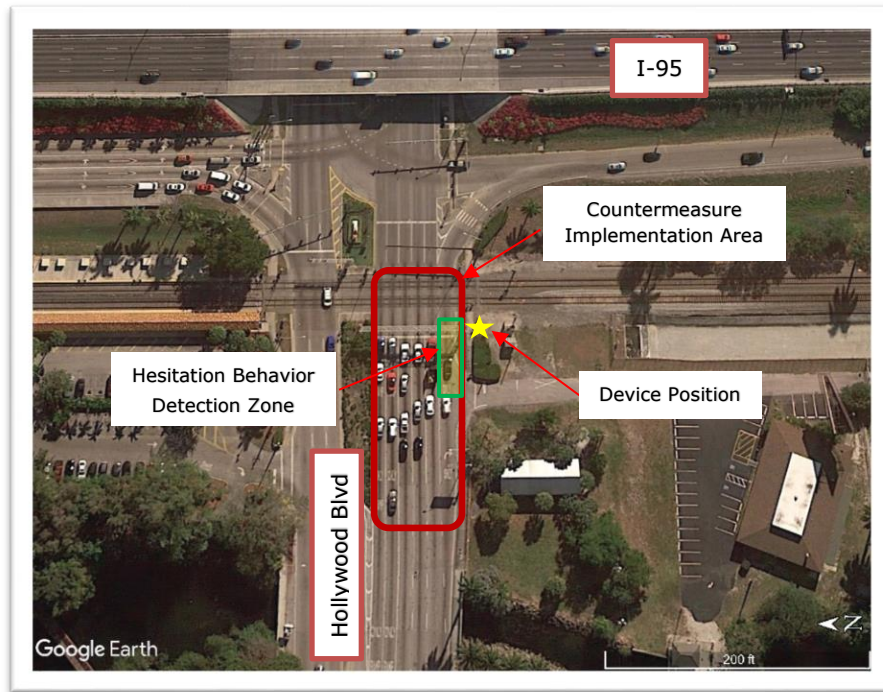 I-95
Countermeasure
Implementation Area
Hesitation Behavior
Detection Zone
Device Position
Hollywood Blvd
Google Earth
N
200 ft